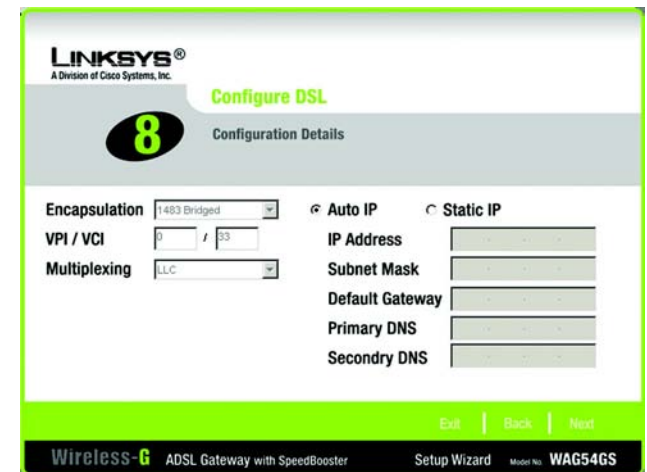 LINKSYS®
A Division of Cisco Systems, Inc.
Configure DSL
8
Configuration Details
Encapsulation 1483 Bridged
VPI / VCI 0 / 33
Multiplexing LLC
Auto IP Static IP
IP Address
Subnet Mask
Default Gateway
Primary DNS
Secondry DNS
Exit | Back | Next
Wireless-G ADSL Gateway with SpeedBooster Setup Wizard Model No. WAG54GS